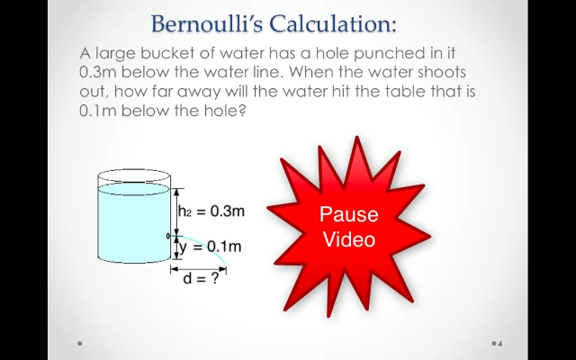 Bernoulli's Calculation:
A large bucket of water has a hole punched in it
0.3m below the water line. When the water shoots
out, how far away will the water hit the table that is
0.1m below the hole?
h₂ = 0.3m
y = 0.1m
d = ?
Pause
Video
4